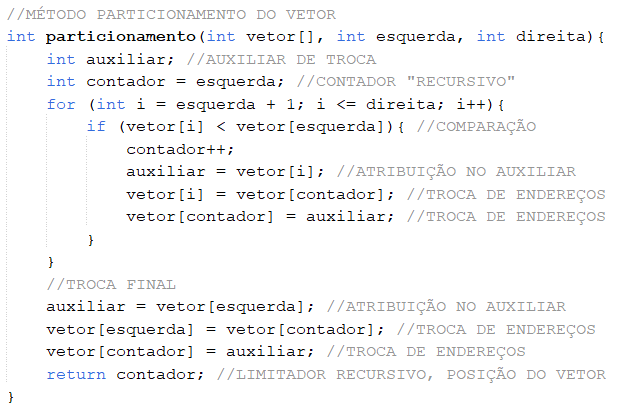 //MÉTODO PARTICIONAMENTO DO VETOR
int particionamento(int vetor[], int esquerda, int direita){
    int auxiliar; //AUXILIAR DE TROCA
    int contador = esquerda; //CONTADOR "RECURSIVO"
    for (int i = esquerda + 1; i <= direita; i++){
        if (vetor[i] < vetor[esquerda]){ //COMPARAÇÃO
            contador++;
            auxiliar = vetor[i]; //ATRIBUIÇÃO NO AUXILIAR
            vetor[i] = vetor[contador]; //TROCA DE ENDEREÇOS
            vetor[contador] = auxiliar; //TROCA DE ENDEREÇOS
        }
    }
    //TROCA FINAL
    auxiliar = vetor[esquerda]; //ATRIBUIÇÃO NO AUXILIAR
    vetor[esquerda] = vetor[contador]; //TROCA DE ENDEREÇOS
    vetor[contador] = auxiliar; //TROCA DE ENDEREÇOS
    return contador; //LIMITADOR RECURSIVO, POSIÇÃO DO VETOR
}